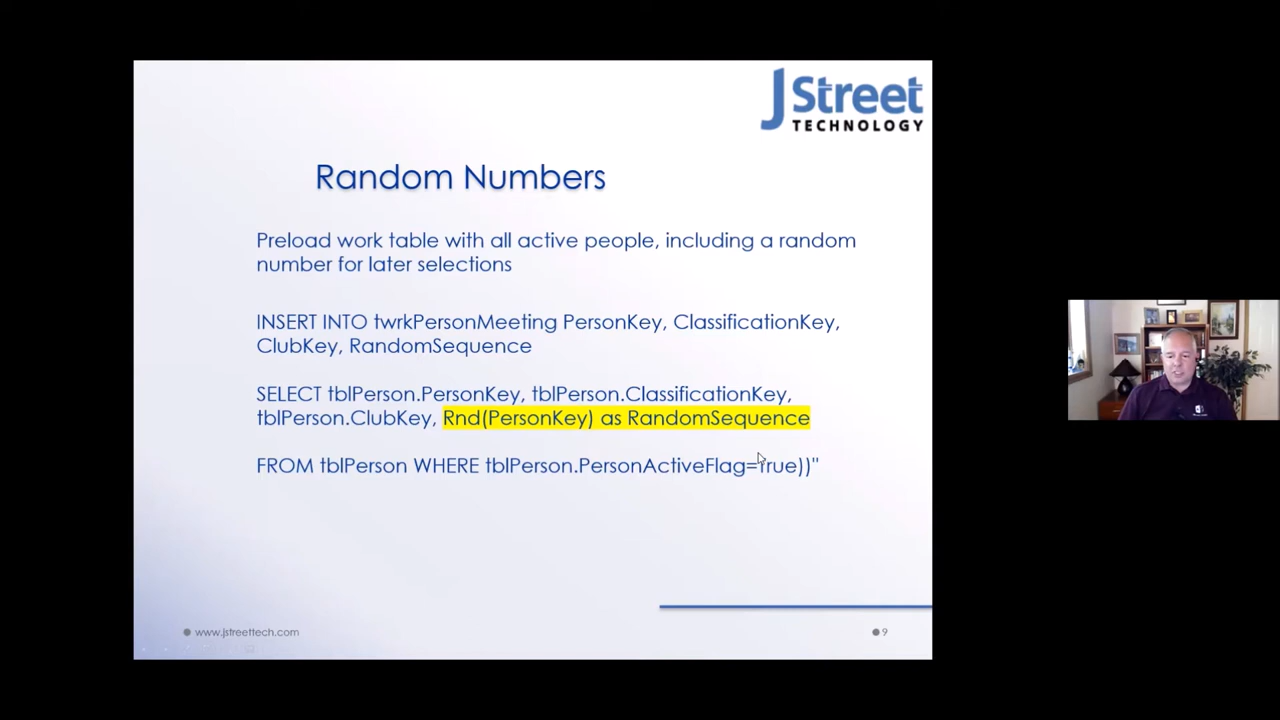 J Street
TECHNOLOGY
Random Numbers
Preload work table with all active people, including a random
number for later selections
INSERT INTO twrkPersonMeeting PersonKey, ClassificationKey,
ClubKey, RandomSequence
SELECT tblPerson.PersonKey, tblPerson.ClassificationKey,
tblPerson.ClubKey, Rnd(PersonKey) as RandomSequence
FROM tblPerson WHERE tblPerson.PersonActiveFlag=True))"
www.jstreettech.com
9